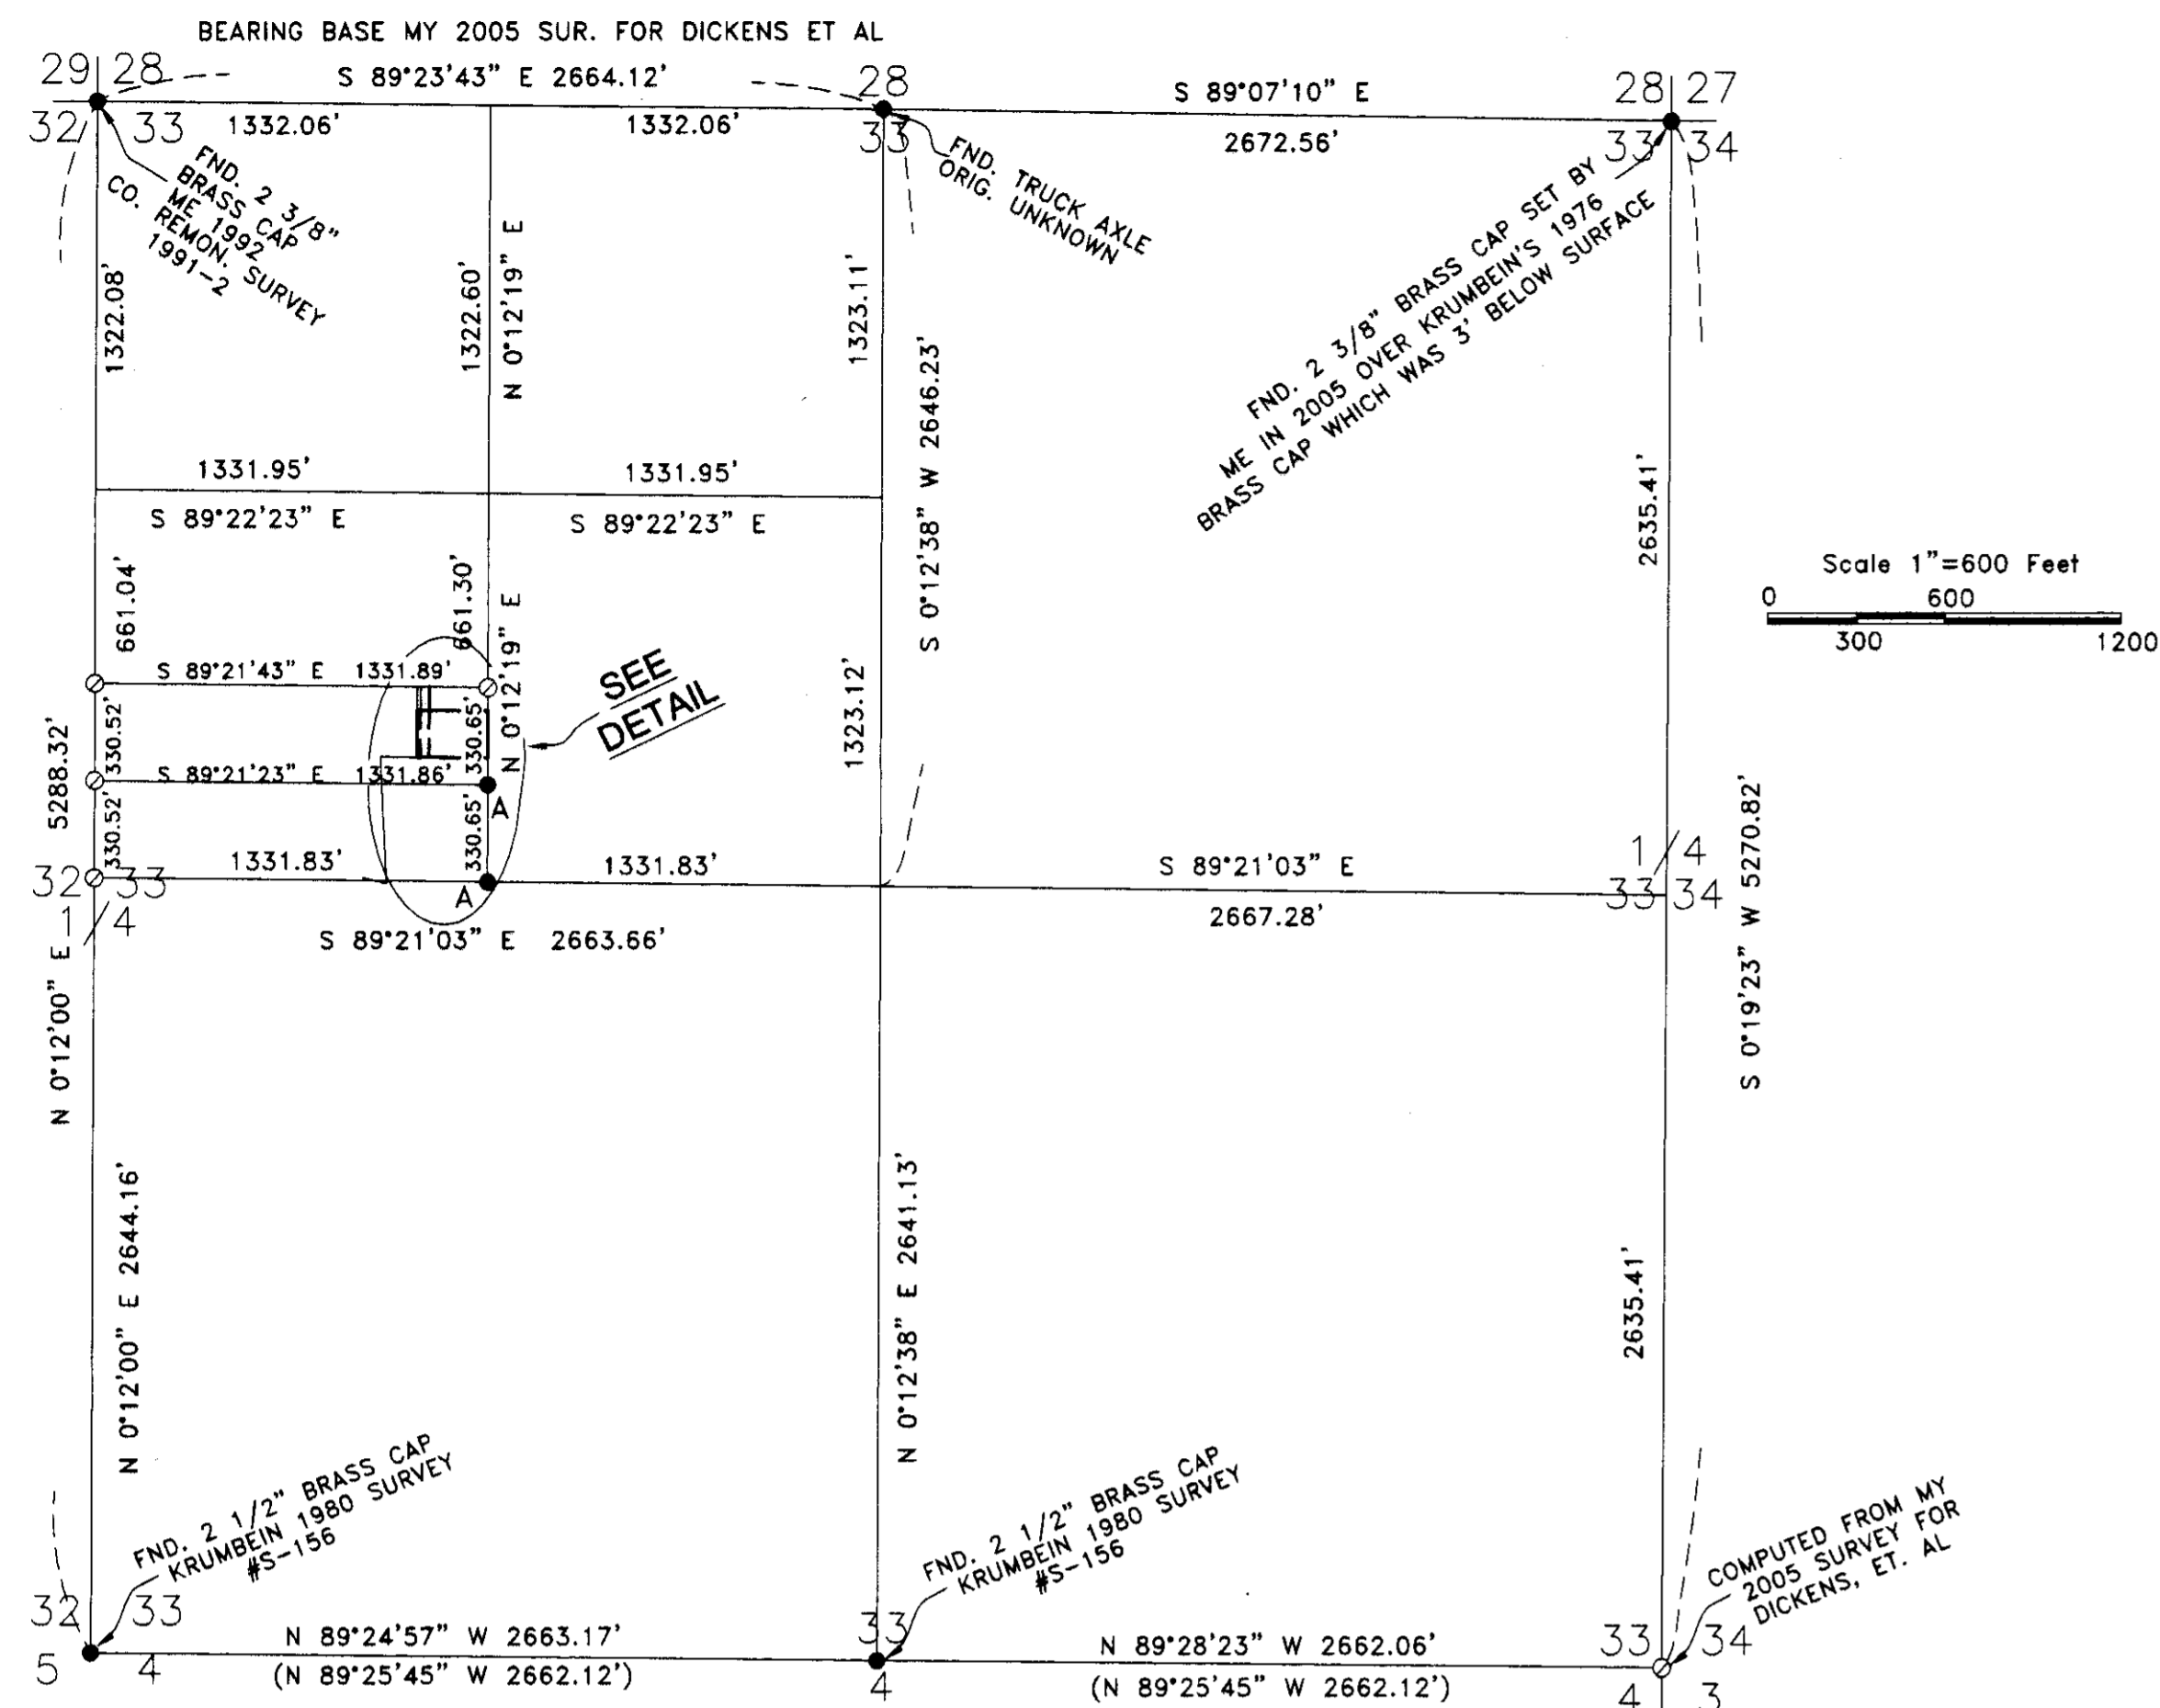 BEARING BASE MY 2005 SUR. FOR DICKENS ET AL
29 28
S 89°23'43" E 2664.12'
28
S 89°07'10" E
28 27
32 33
1332.06'
1332.06'
33
2672.56'
33 34
FND. 2 3/8"
BRASS CAP
ME 1992
CO. REMON. SURVEY
1991-2
FND. TRUCK AXLE
ORIG. UNKNOWN
FND. 2 3/8" BRASS CAP SET BY
ME IN 2005 OVER KRUMBEIN'S 1976
BRASS CAP WHICH WAS 3' BELOW SURFACE
1322.08'
1322.60'
N 0°12'19" E
1323.11'
S 0°12'38" W 2646.23'
2635.41'
1331.95'
1331.95'
S 89°22'23" E
S 89°22'23" E
Scale 1"=600 Feet
0 600
300 1200
661.04'
661.30'
N 0°12'19" E
S 89°21'43" E 1331.89'
SEE
DETAIL
1323.12'
5288.32'
330.52'
330.65'
S 89°21'23" E 1331.86'
A
330.52'
330.65'
1331.83'
1331.83'
S 89°21'03" E
1/4
S 0°19'23" W 5270.82'
32 33
A
33 34
1/4
2667.28'
S 89°21'03" E 2663.66'
N 0°12'00" E
N 0°12'00" E 2644.16'
N 0°12'38" E 2641.13'
2635.41'
FND. 2 1/2" BRASS CAP
KRUMBEIN 1980 SURVEY
#S-156
FND. 2 1/2" BRASS CAP
KRUMBEIN 1980 SURVEY
#S-156
COMPUTED FROM MY
2005 SURVEY FOR
DICKENS, ET. AL
32 33
N 89°24'57" W 2663.17'
33
N 89°28'23" W 2662.06'
33 34
5 4
(N 89°25'45" W 2662.12')
4
(N 89°25'45" W 2662.12')
4 3